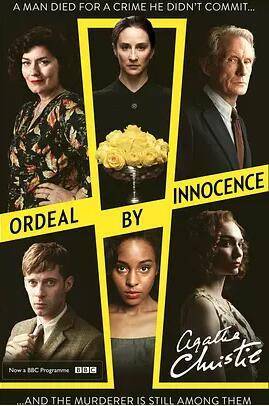 A MAN DIED FOR A CRIME HE DIDN'T COMMIT...
ORDEAL BY INNOCENCE
Agatha Christie
Now a BBC Programme BBC
...AND THE MURDERER IS STILL AMONG THEM